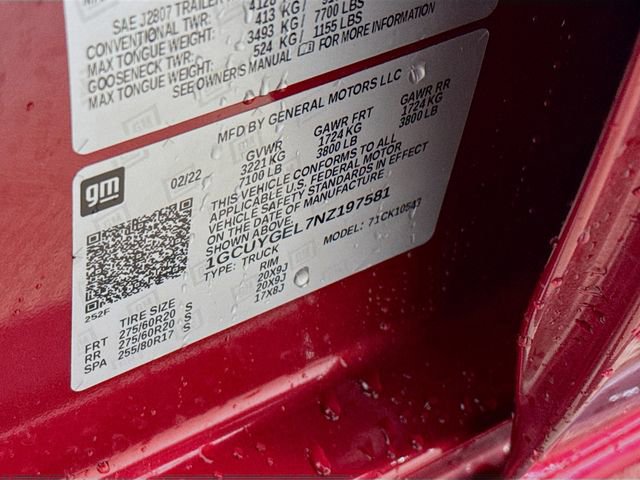 SAE J2807 TRAILER
CONVENTIONAL TWR: 413 KG / 7700 LBS
MAX TONGUE WEIGHT: 3493 KG / 1155 LBS
GOOSENECK TWR: 524 KG /
MAX TONGUE WEIGHT:
SEE OWNER'S MANUAL FOR MORE INFORMATION
gm
02/22
MFD BY GENERAL MOTORS LLC
GVWR GAWR FRT GAWR RR
3221 KG 1724 KG 1724 KG
7100 LB 3800 LB 3800 LB
THIS VEHICLE CONFORMS TO ALL
APPLICABLE U.S. FEDERAL MOTOR
VEHICLE SAFETY STANDARDS IN EFFECT
ON THE DATE OF MANUFACTURE
SHOWN ABOVE.
1GCUYGEL7NZ197581
TYPE: TRUCK MODEL: 71CK10547
252F
TIRE SIZE RIM
FRT 275/60R20 S 20X9J
RR 275/60R20 S 20X9J
SPA 255/80R17 S 17X8J